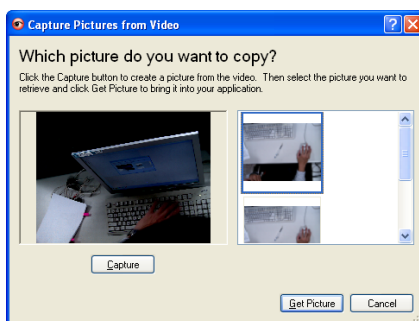 Capture Pictures from Video
Which picture do you want to copy?
Click the Capture button to create a picture from the video. Then select the picture you want to
retrieve and click Get Picture to bring it into your application.
Capture
Get Picture
Cancel